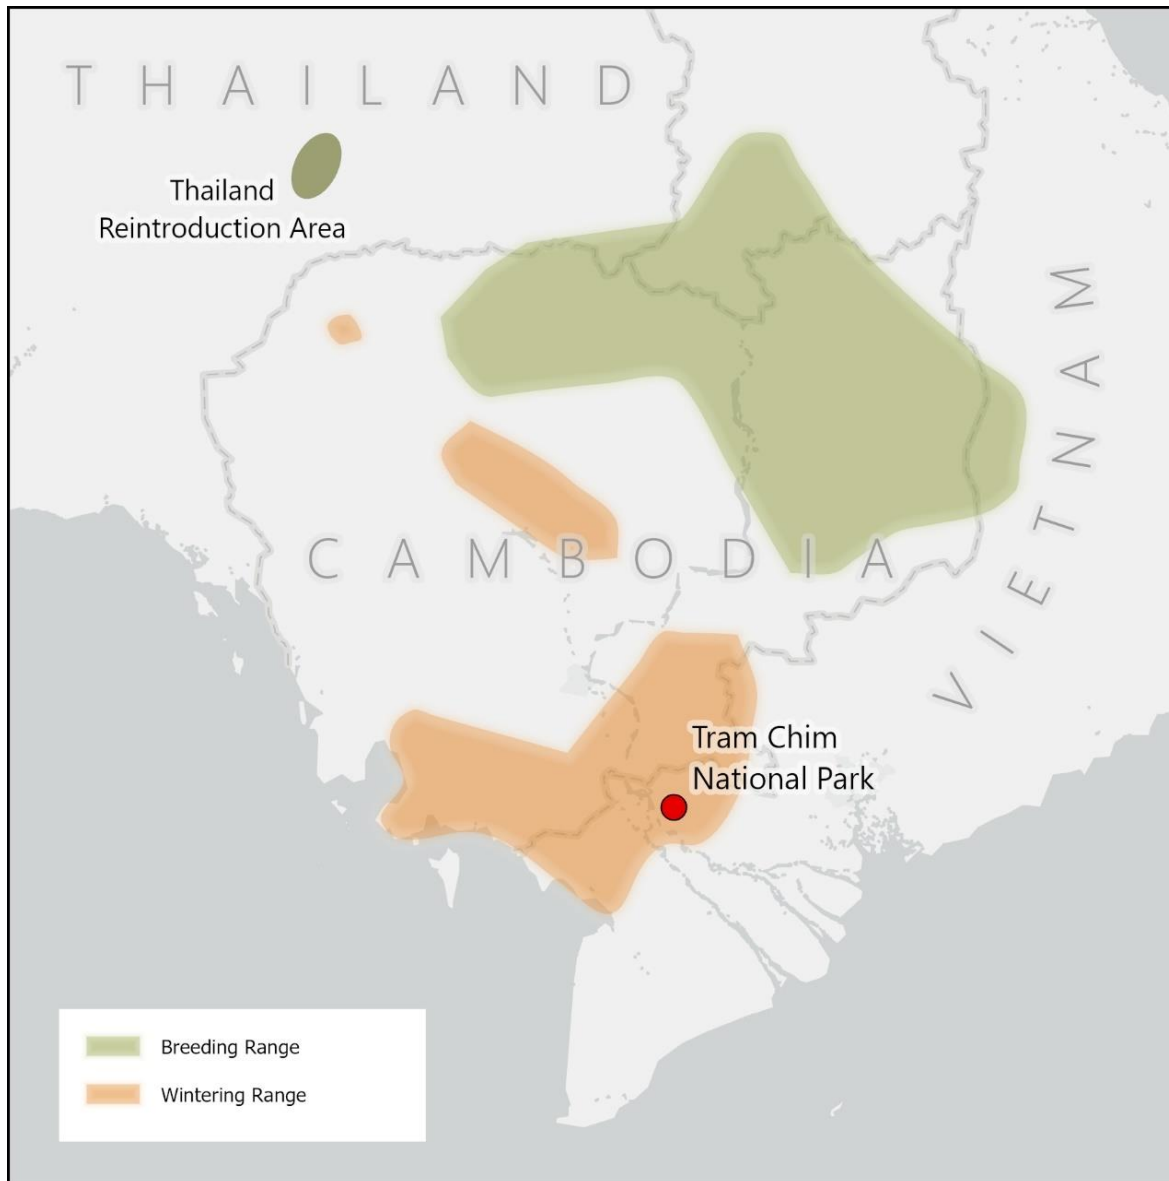 THAILAND
Thailand
Reintroduction Area
VIETNAM
CAMBODIA
Tram Chim
National Park
Breeding Range
Wintering Range